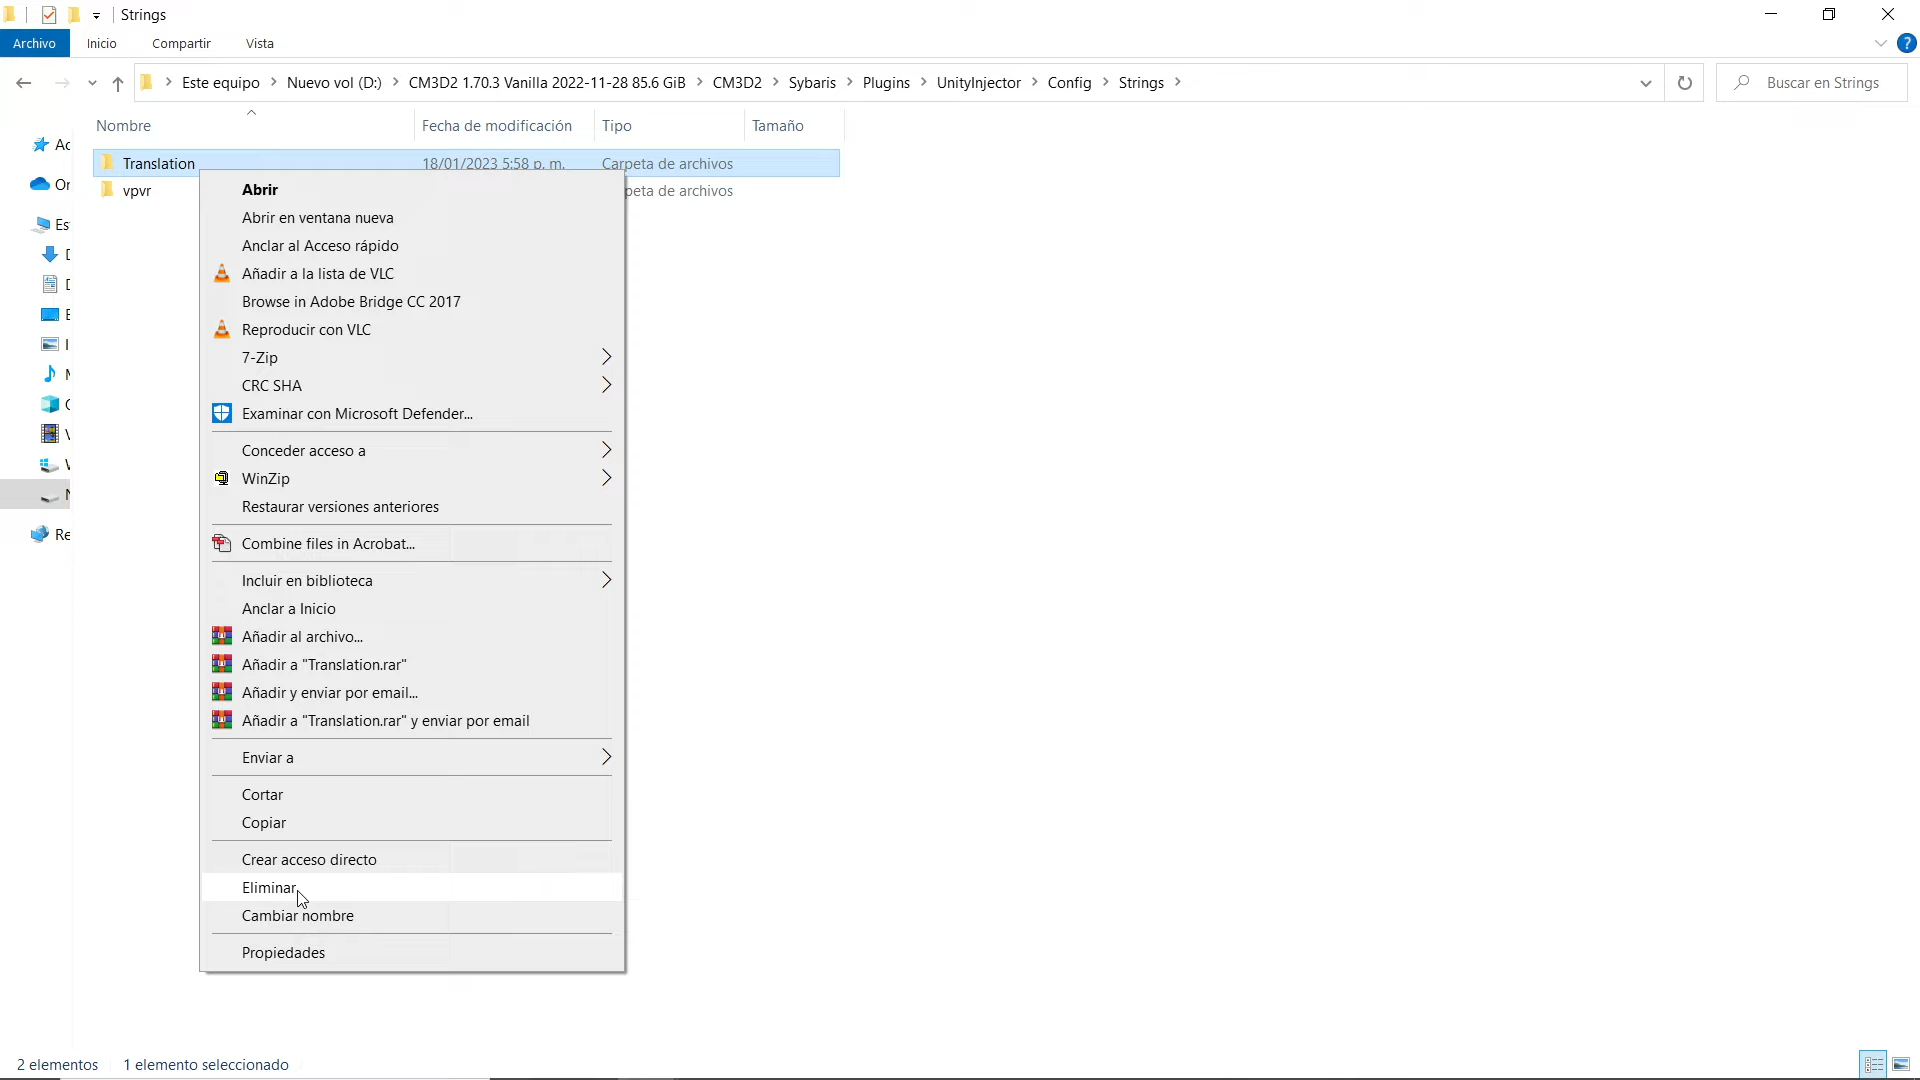 Strings
Archivo
Inicio
Compartir
Vista
Este equipo
Nuevo vol (D:)
CM3D2 1.70.3 Vanilla 2022-11-28 85.6 GiB
CM3D2
Sybaris
Plugins
UnityInjector
Config
Strings
Buscar en Strings
Nombre
Fecha de modificación
Tipo
Tamaño
Translation
18/01/2023 5:58 p. m.
Carpeta de archivos
vpvr
peta de archivos
Abrir
Abrir en ventana nueva
Anclar al Acceso rápido
Añadir a la lista de VLC
Browse in Adobe Bridge CC 2017
Reproducir con VLC
7-Zip
CRC SHA
Examinar con Microsoft Defender...
Conceder acceso a
WinZip
Restaurar versiones anteriores
Combine files in Acrobat...
Incluir en biblioteca
Anclar a Inicio
Añadir al archivo...
Añadir a "Translation.rar"
Añadir y enviar por email...
Añadir a "Translation.rar" y enviar por email
Enviar a
Cortar
Copiar
Crear acceso directo
Eliminar
Cambiar nombre
Propiedades
2 elementos
1 elemento seleccionado